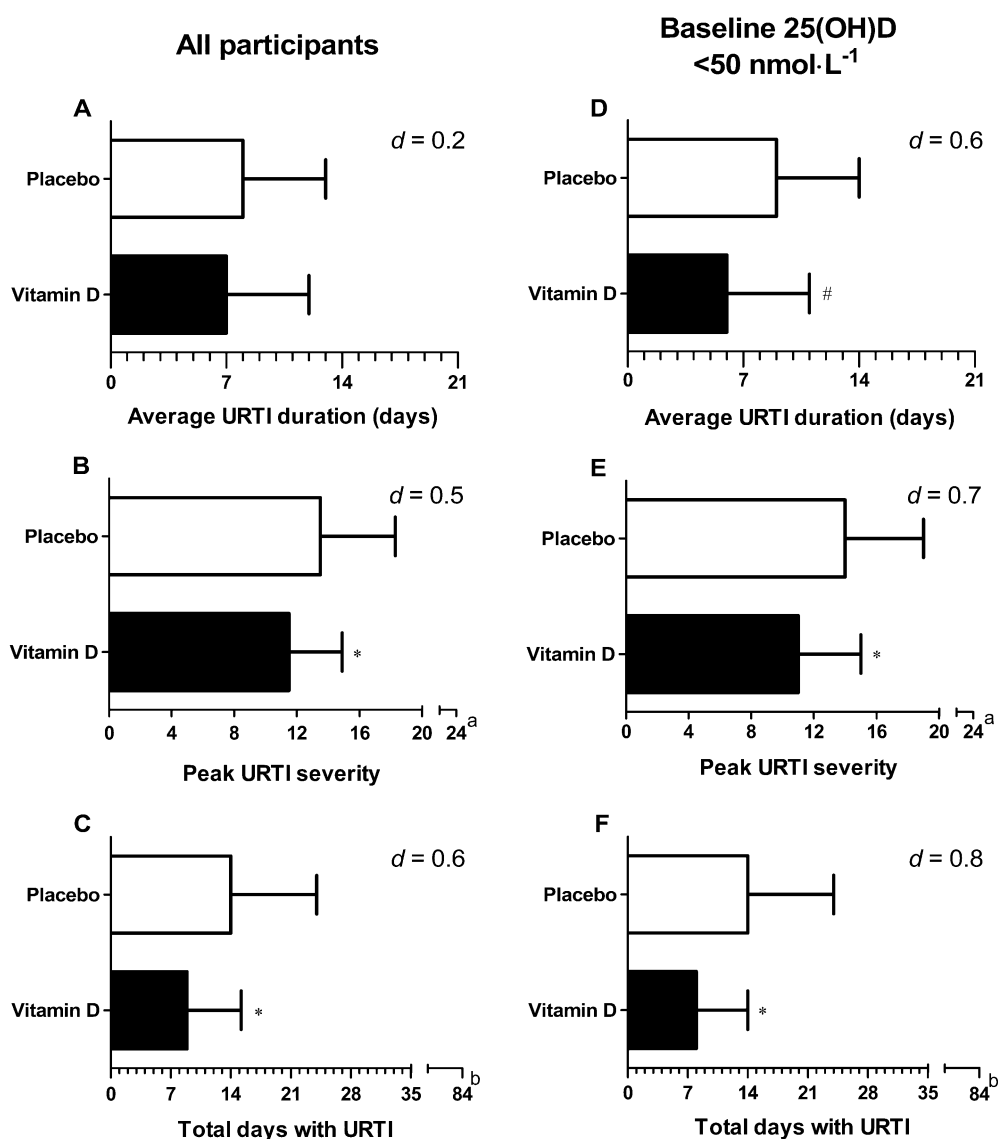 All participants
Baseline 25(OH)D
<50 nmol·L⁻¹
A
d = 0.2
Placebo
Vitamin D
0 7 14 21
Average URTI duration (days)
D
d = 0.6
Placebo
Vitamin D
#
0 7 14 21
Average URTI duration (days)
B
d = 0.5
Placebo
Vitamin D
*
0 4 8 12 16 20 24 a
Peak URTI severity
E
d = 0.7
Placebo
Vitamin D
*
0 4 8 12 16 20 24 a
Peak URTI severity
C
d = 0.6
Placebo
Vitamin D
*
0 7 14 21 28 35 84 b
Total days with URTI
F
d = 0.8
Placebo
Vitamin D
*
0 7 14 21 28 35 84 b
Total days with URTI